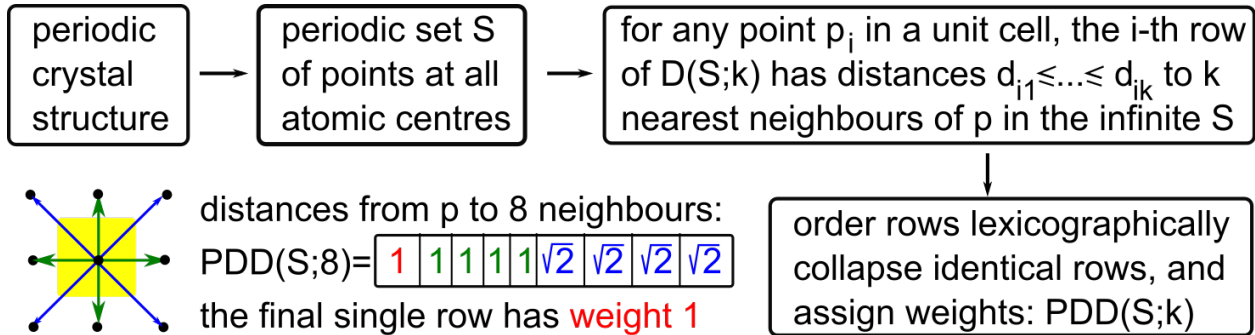 periodic
crystal
structure
periodic set S
of points at all
atomic centres
for any point pᵢ in a unit cell, the i-th row
of D(S;k) has distances dᵢ₁⩽...⩽ dᵢₖ to k
nearest neighbours of p in the infinite S
distances from p to 8 neighbours:
PDD(S;8)= 1 1 1 1 1 √2 √2 √2 √2
the final single row has weight 1
order rows lexicographically
collapse identical rows, and
assign weights: PDD(S;k)